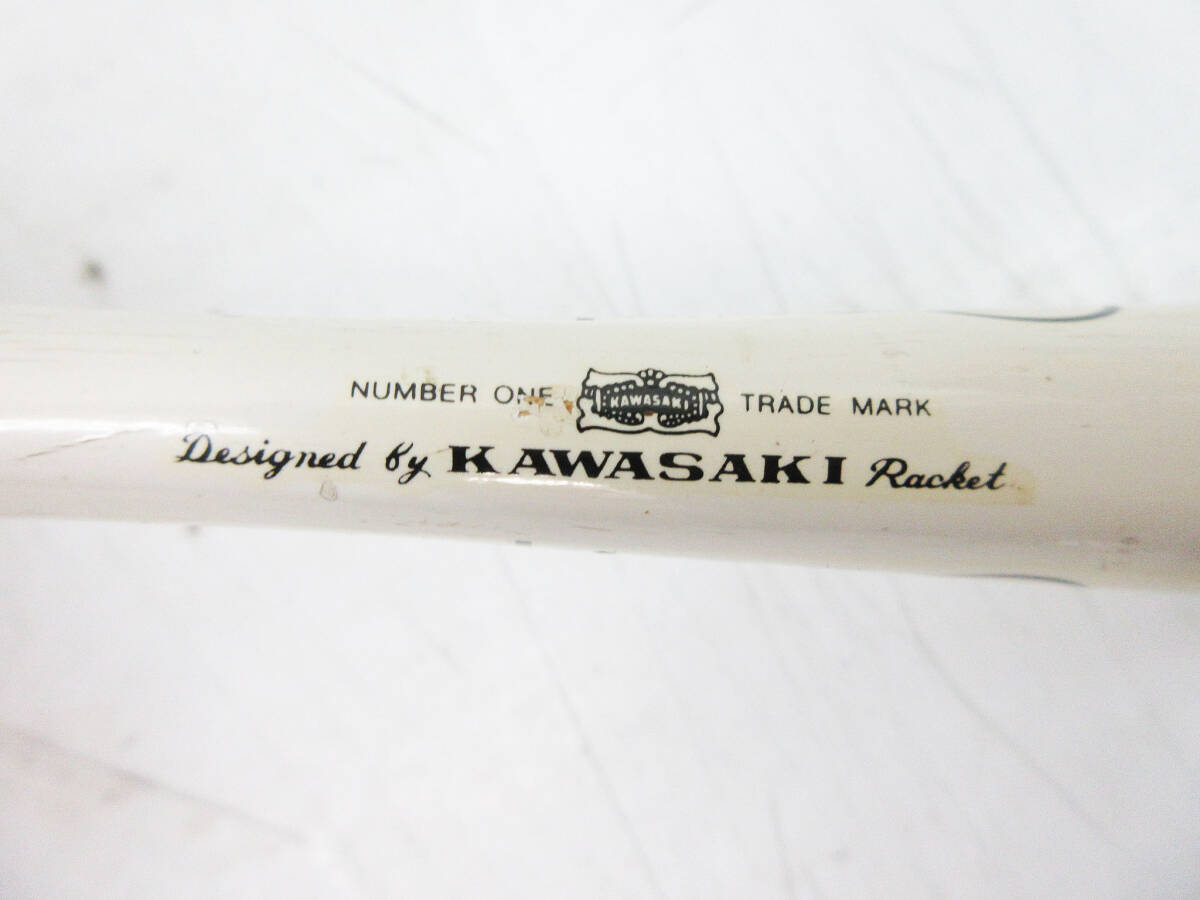 NUMBER ONE KAWASAKI TRADE MARK
Designed by KAWASAKI Racket